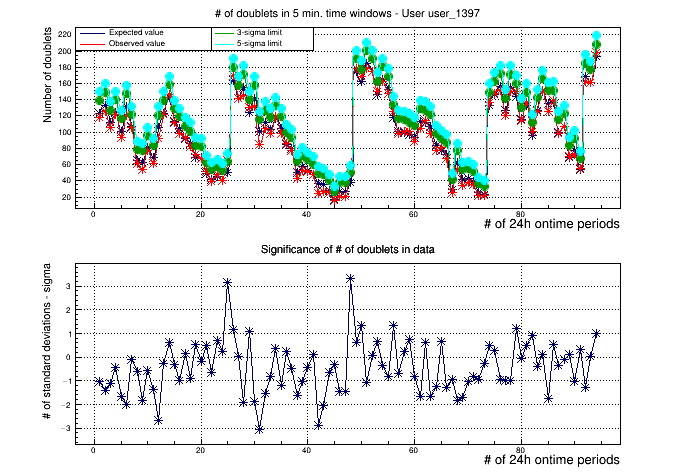 # of doublets in 5 min. time windows - User user_1397
Expected value
3-sigma limit
Observed value
5-sigma limit
Number of doublets
220
200
180
160
140
120
100
80
60
40
20
0 20 40 60 80
# of 24h ontime periods
Significance of # of doublets in data
# of standard deviations - sigma
3
2
1
0
−1
−2
−3
0 20 40 60 80
# of 24h ontime periods